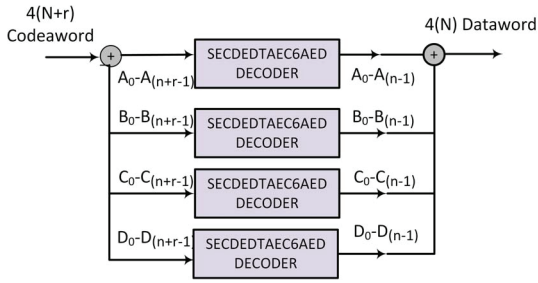 4(N+r)
Codeaword
4(N) Dataword
+
SECDEDTAEC6AED
DECODER
+
A0-A(n+r-1)
A0-A(n-1)
B0-B(n+r-1)
SECDEDTAEC6AED
DECODER
B0-B(n-1)
C0-C(n+r-1)
SECDEDTAEC6AED
DECODER
C0-C(n-1)
D0-D(n+r-1)
SECDEDTAEC6AED
DECODER
D0-D(n-1)